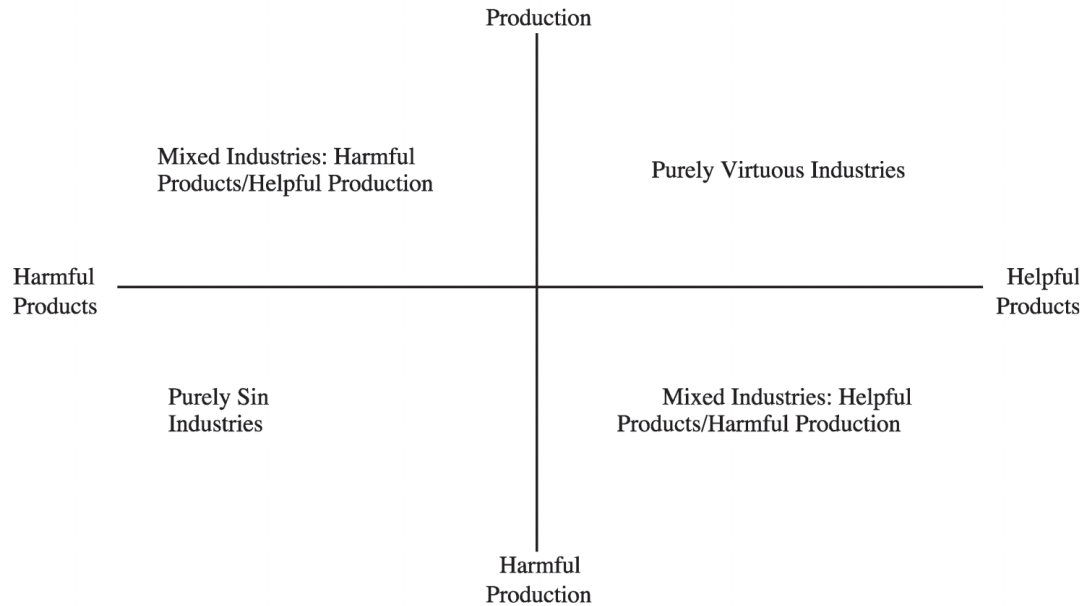 Production
Mixed Industries: Harmful
Products/Helpful Production
Purely Virtuous Industries
Harmful
Products
Helpful
Products
Purely Sin
Industries
Mixed Industries: Helpful
Products/Harmful Production
Harmful
Production